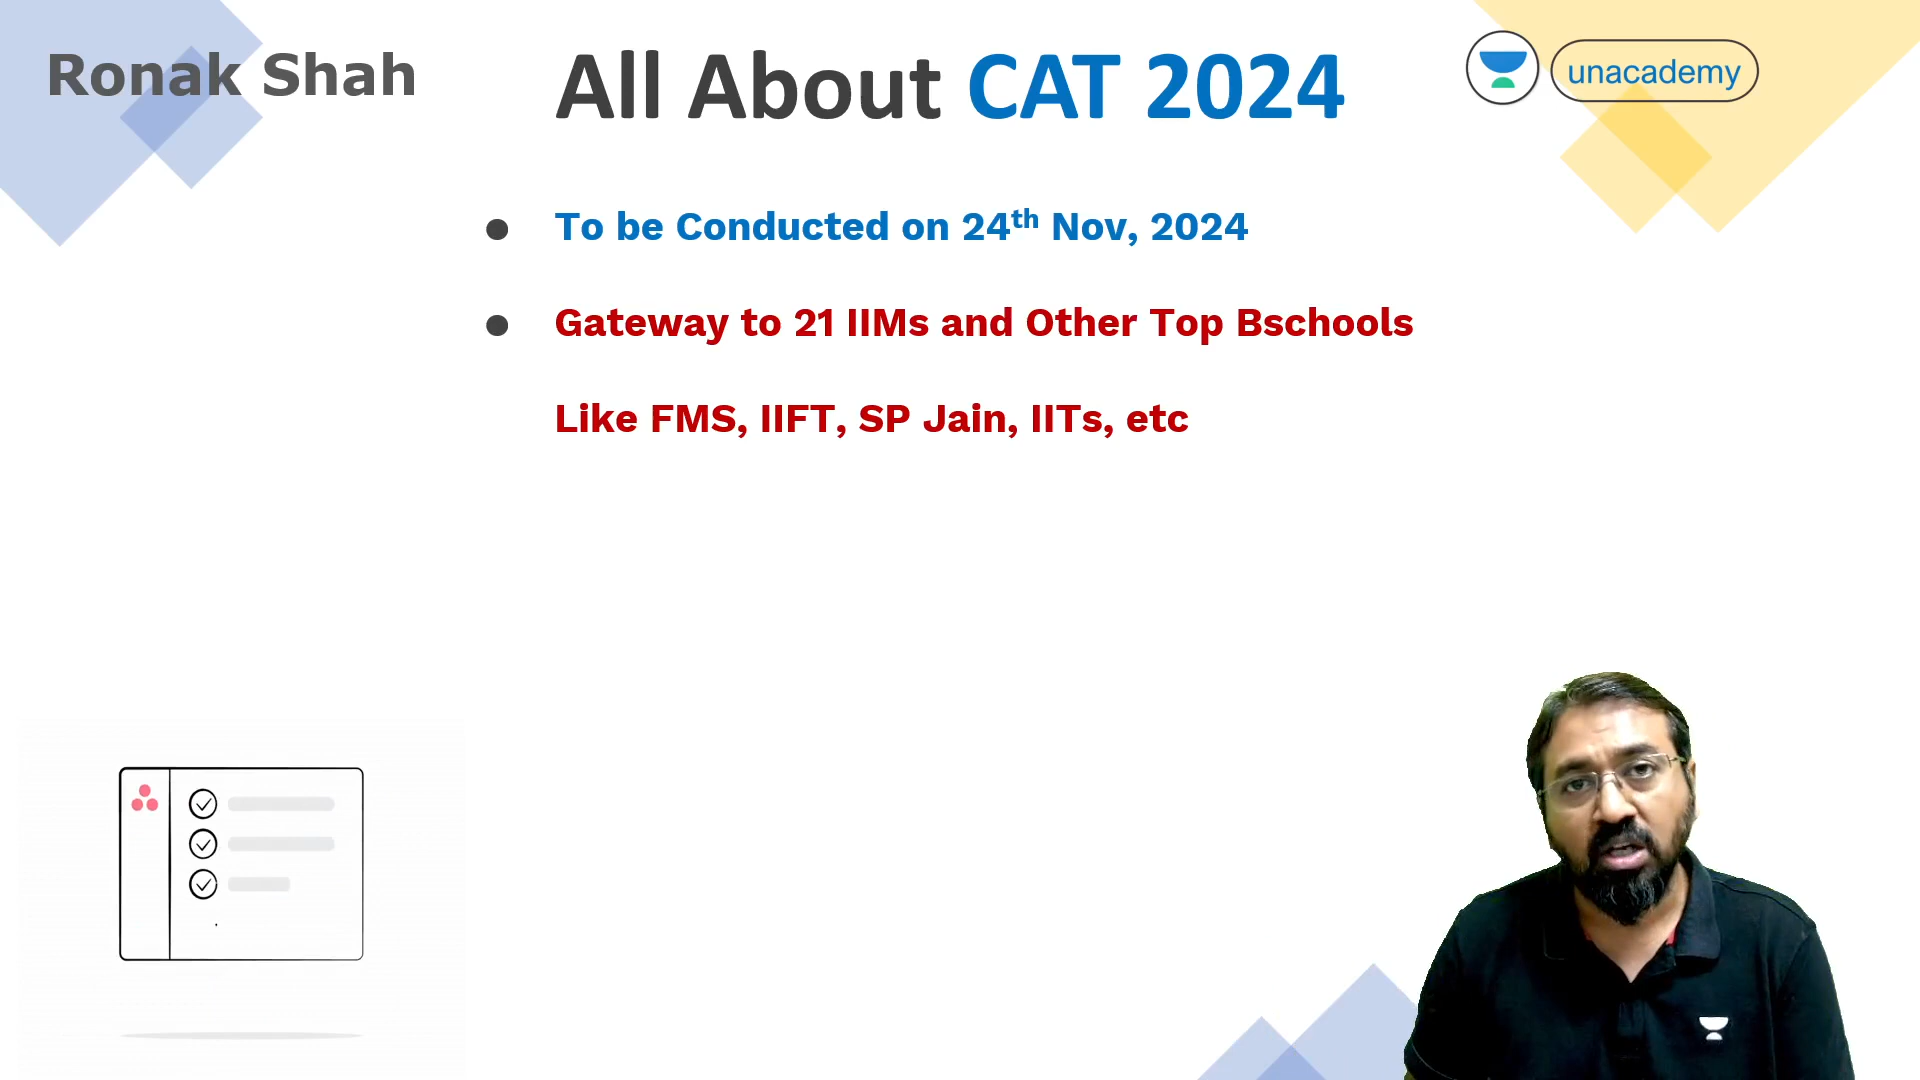 Ronak Shah
All About CAT 2024
unacademy
● To be Conducted on 24th Nov, 2024
● Gateway to 21 IIMs and Other Top Bschools
Like FMS, IIFT, SP Jain, IITs, etc